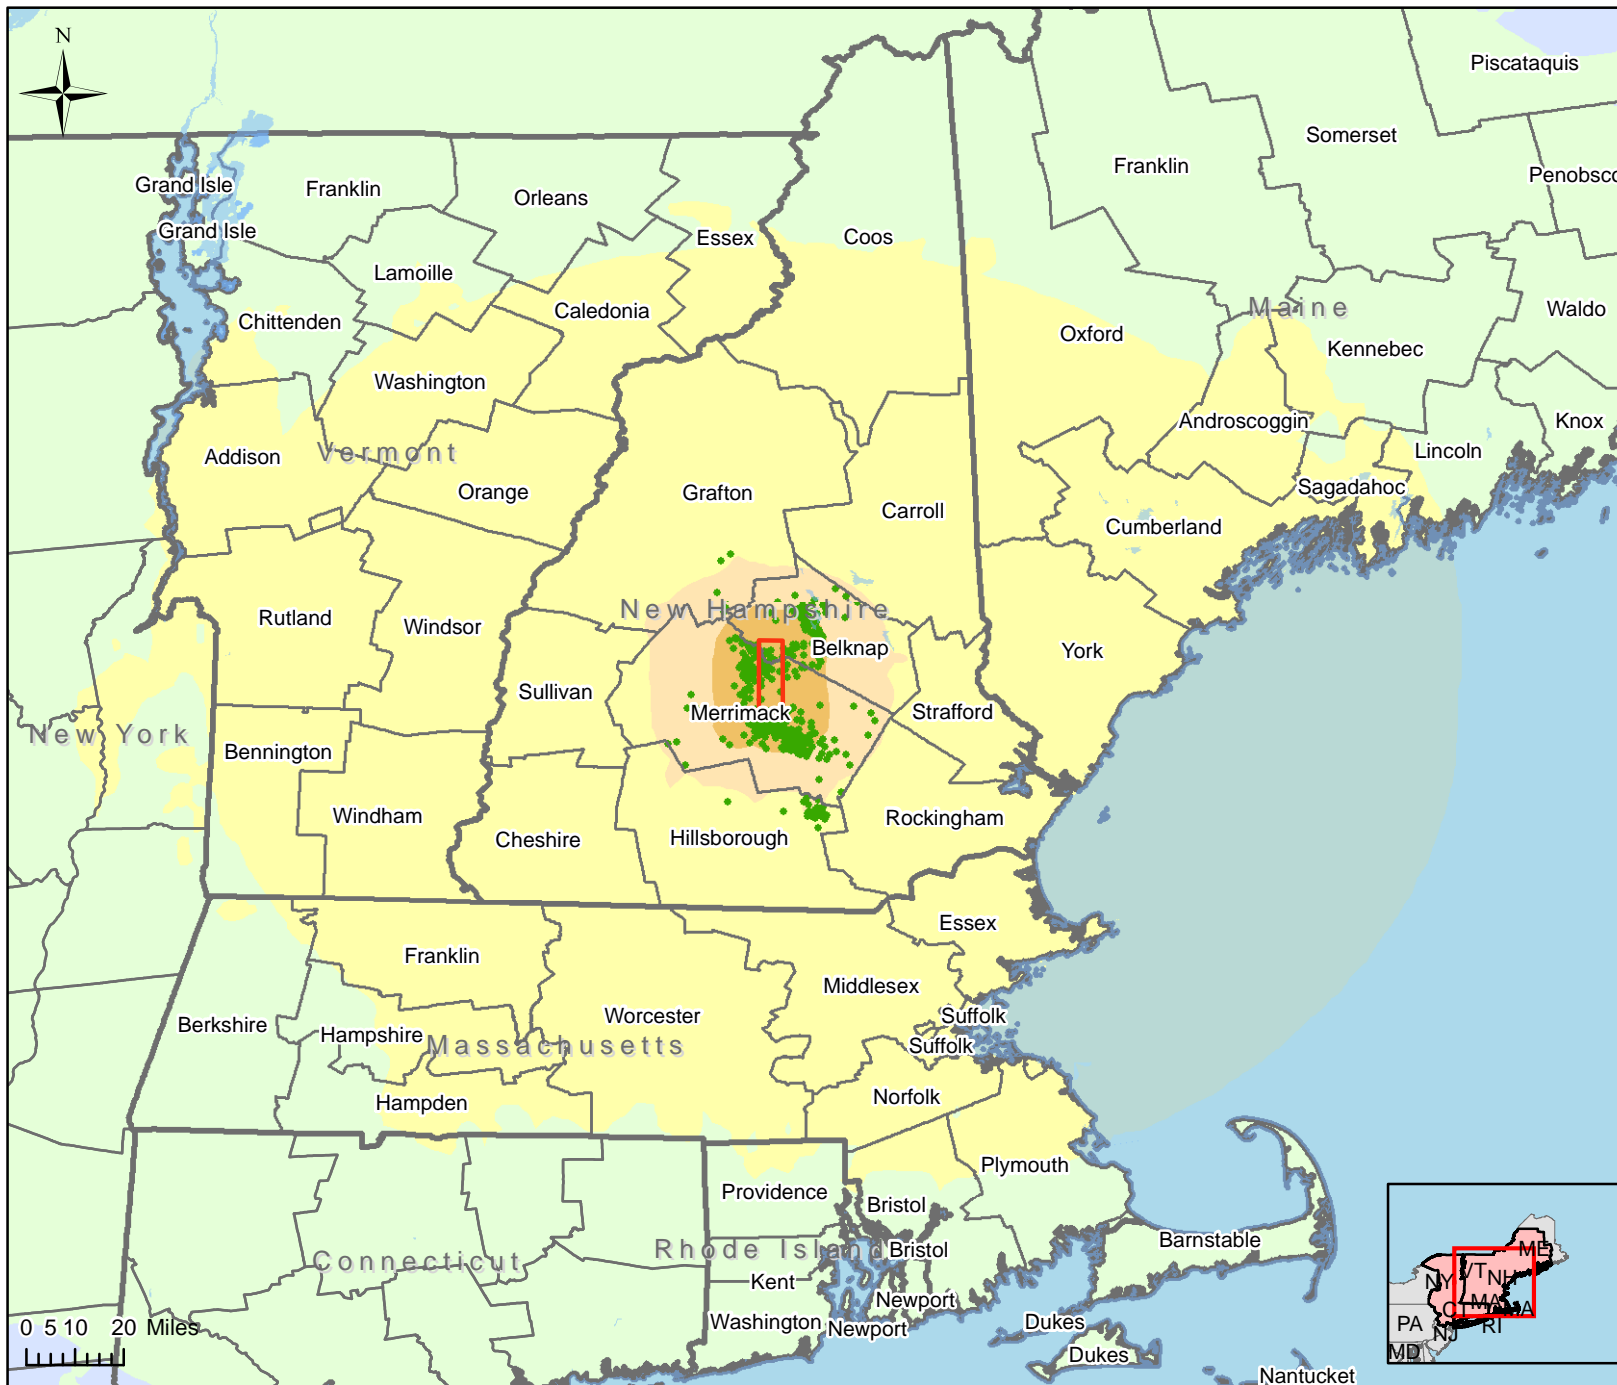 N
Piscataquis
Somerset
Franklin
Penobsco
Grand Isle
Franklin
Orleans
Grand Isle
Essex
Coos
Lamoille
Chittenden
Caledonia
Maine
Waldo
Oxford
Kennebec
Washington
Androscoggin
Knox
Addison
Vermont
Lincoln
Orange
Grafton
Sagadahoc
Carroll
Cumberland
New Hampshire
Rutland
Windsor
Belknap
York
Sullivan
Merrimack
Strafford
New York
Bennington
Windham
Cheshire
Hillsborough
Rockingham
Essex
Franklin
Middlesex
Berkshire
Worcester
Suffolk
Hampshire
Massachusetts
Suffolk
Hampden
Norfolk
Plymouth
Providence
Bristol
Connecticut
Rhode Island
Bristol
Barnstable
Kent
Newport
Washington
Newport
Dukes
Dukes
Nantucket
0 5 10 20 Miles
ME
VT
NH
NY
MA
C
A
PA
RI
NJ
MD